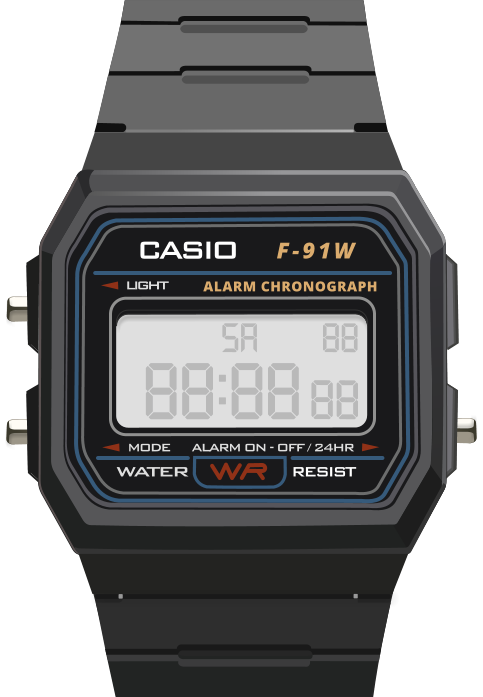 CASIO F-91W
LIGHT ALARM CHRONOGRAPH
SA 88
88:88 88
MODE ALARM ON - OFF / 24HR
WATER WR RESIST